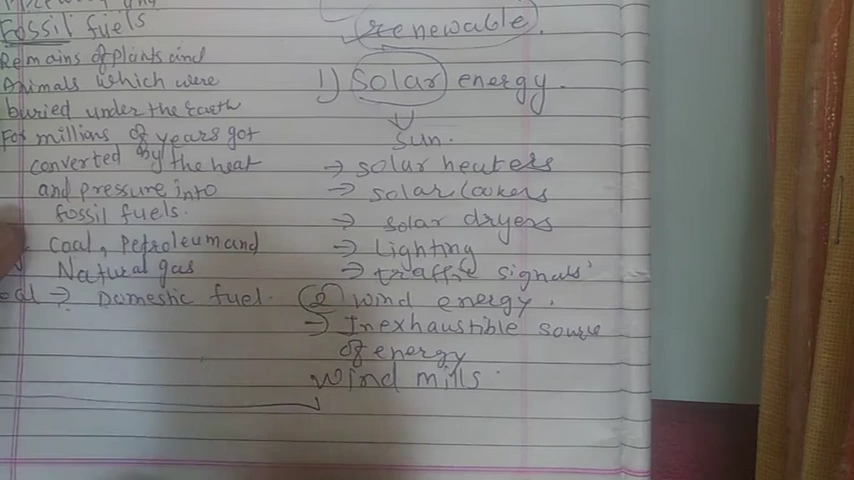 Fossil fuels
Remains of plants and
Animals which were
buried under the Earth
For millions of years got
converted by the heat
and pressure into
fossil fuels.
Coal, Petroleum and
Natural gas
Domestic fuel.
renewable.
1) Solar energy.
Sun.
→ solar heaters
→ solar cookers
→ solar dryers
→ Lighting
→ traffic signals
(2) wind energy.
→ Inexhaustible source
of energy
Wind mills.